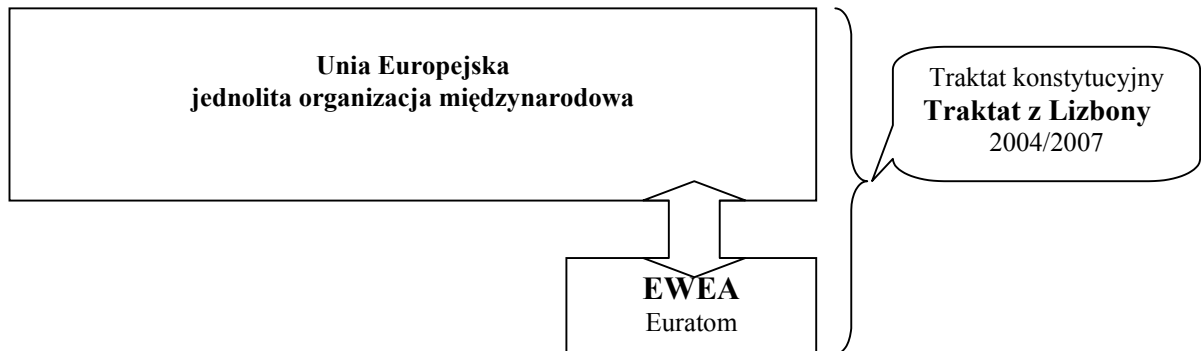 Unia Europejska
jednolita organizacja międzynarodowa
Traktat konstytucyjny
Traktat z Lizbony
2004/2007
EWEA
Euratom